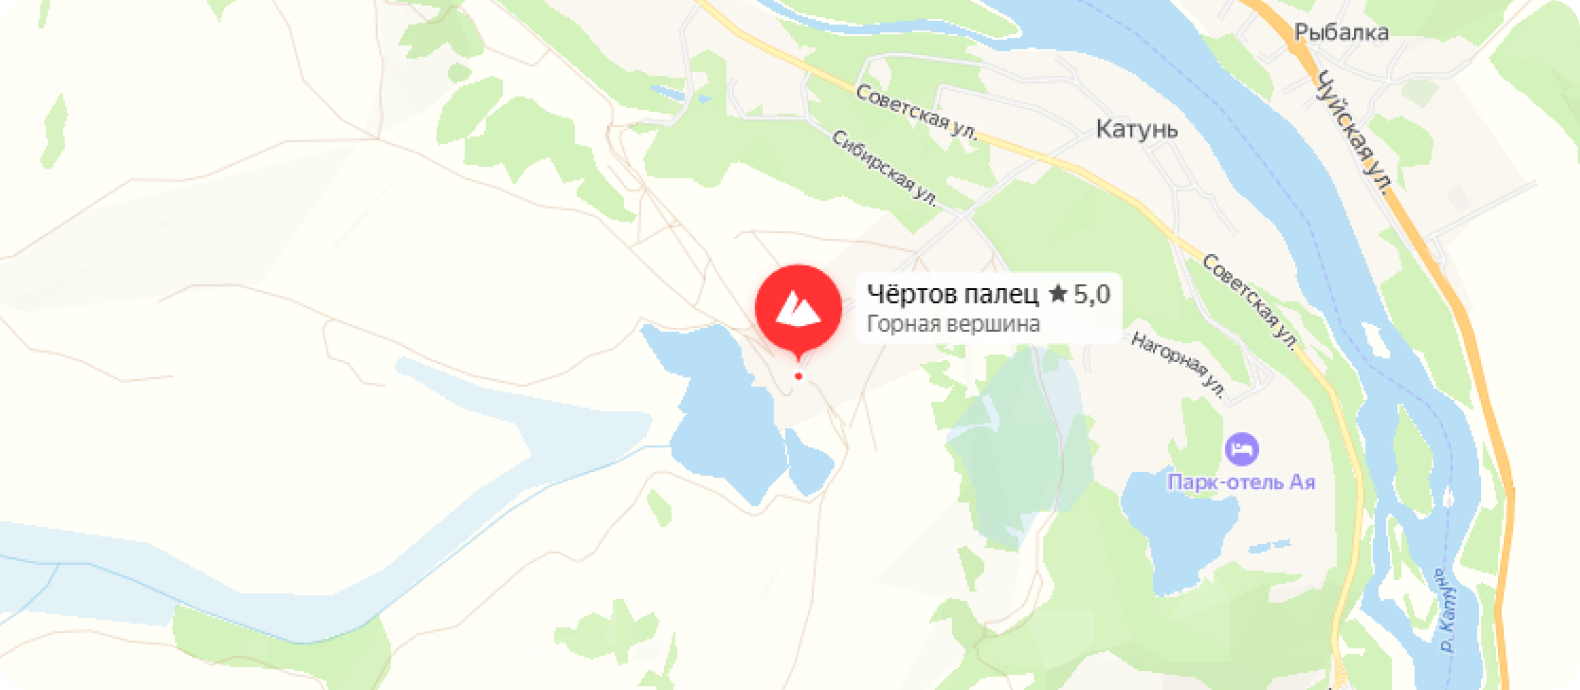 Рыбалка
Чуйская ул.
Советская ул.
Катунь
Сибирская ул.
Советская ул.
Чёртов палец ★ 5,0
Горная вершина
Нагорная ул.
Парк-отель Ая
р. Катунь